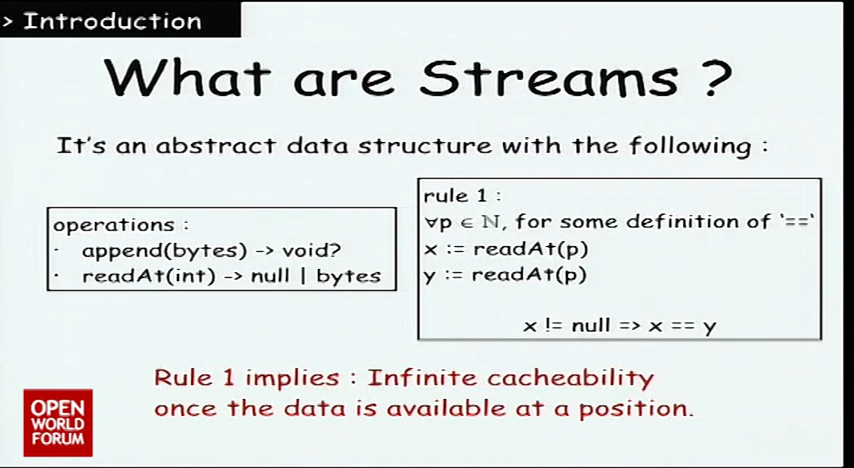 > Introduction
What are Streams ?
It's an abstract data structure with the following :
operations :
· append(bytes) -> void?
· readAt(int) -> null | bytes
rule 1 :
∀p ∈ ℕ, for some definition of '=='
x := readAt(p)
y := readAt(p)
x != null => x == y
Rule 1 implies : Infinite cacheability
once the data is available at a position.
OPEN
WORLD
FORUM